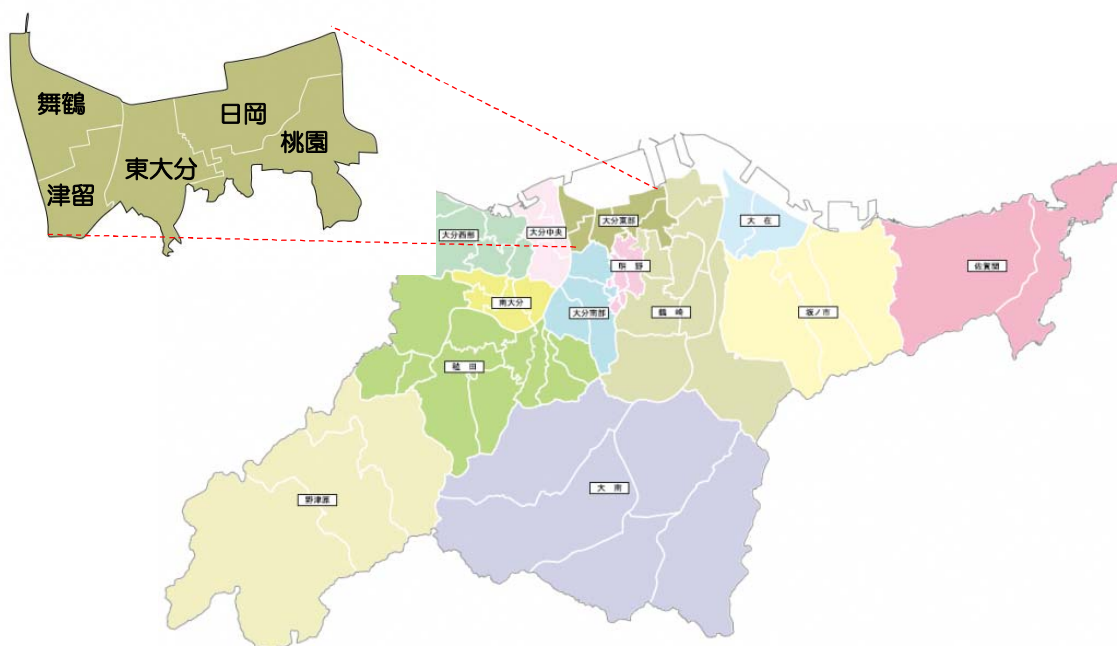 舞鶴
日岡
桃園
東大分
津留
大分西部
大分中央
大分東部
大在
明野
佐賀関
南大分
大分南部
鶴崎
坂ノ市
稙田
大南
野津原